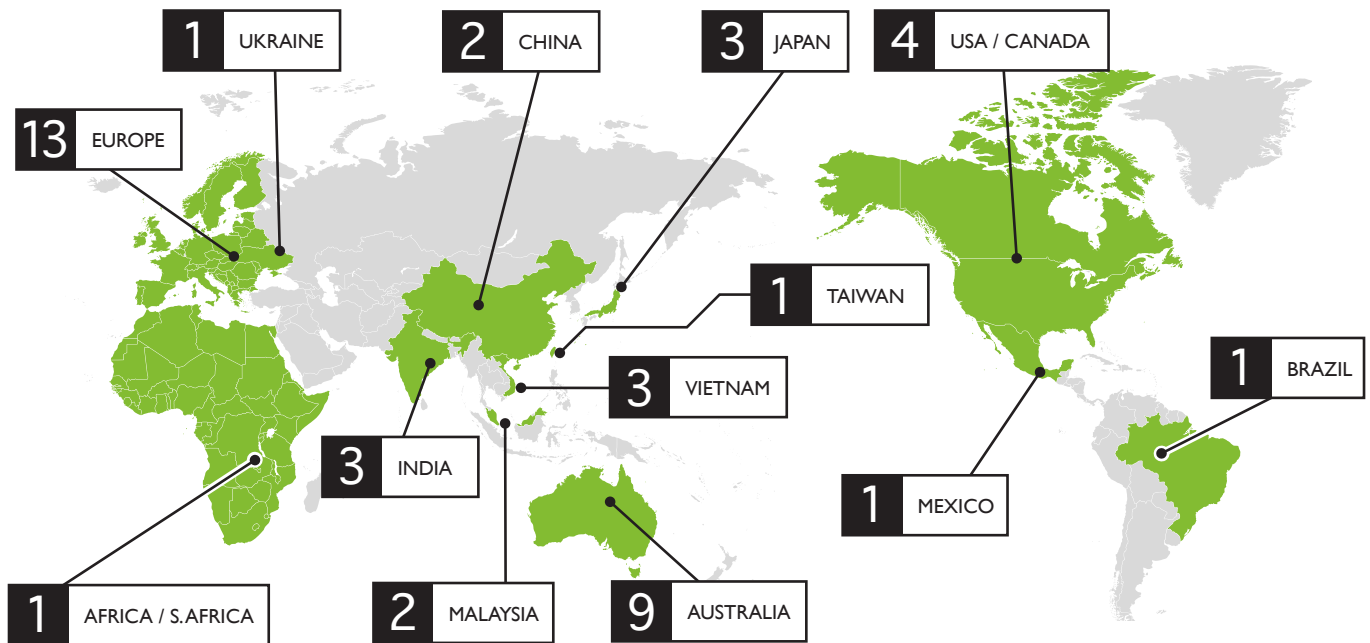 1 UKRAINE
2 CHINA
3 JAPAN
4 USA / CANADA
13 EUROPE
1 TAIWAN
1 BRAZIL
3 VIETNAM
3 INDIA
1 MEXICO
1 AFRICA / S.AFRICA
2 MALAYSIA
9 AUSTRALIA